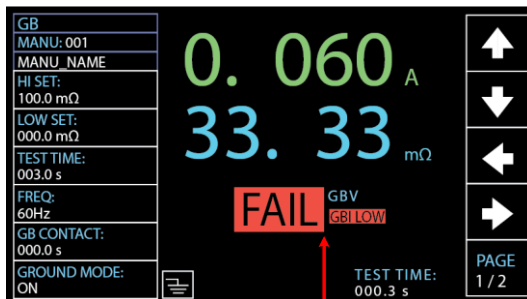 GB
MANU: 001
MANU_NAME
HI SET:
100.0 mΩ
LOW SET:
000.0 mΩ
TEST TIME:
003.0 s
FREQ:
60Hz
GB CONTACT:
000.0 s
GROUND MODE:
ON
0. 060 A
33. 33 mΩ
FAIL
GBV
GBI LOW
TEST TIME:
000.3 s
PAGE
1/2